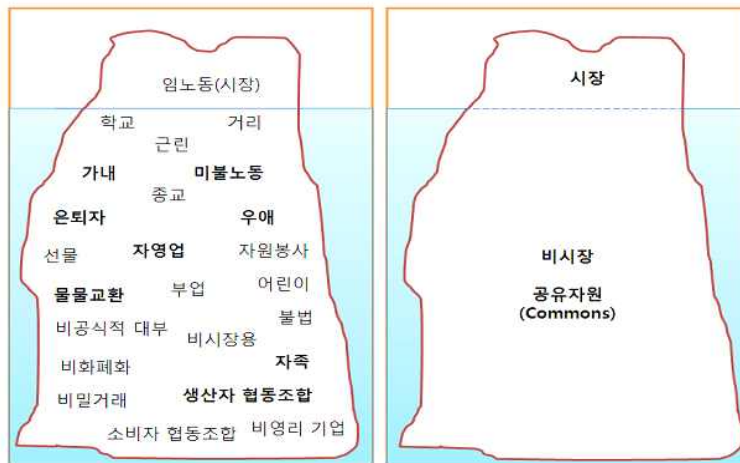 임노동(시장)
학교 거리
근린
가내 미불노동
종교
은퇴자 우애
선물 자영업 자원봉사
물물교환 부업 어린이
비공식적 대부 비시장용 불법
비화폐화 자족
비밀거래 생산자 협동조합
소비자 협동조합 비영리 기업
시장
비시장
공유자원
(Commons)